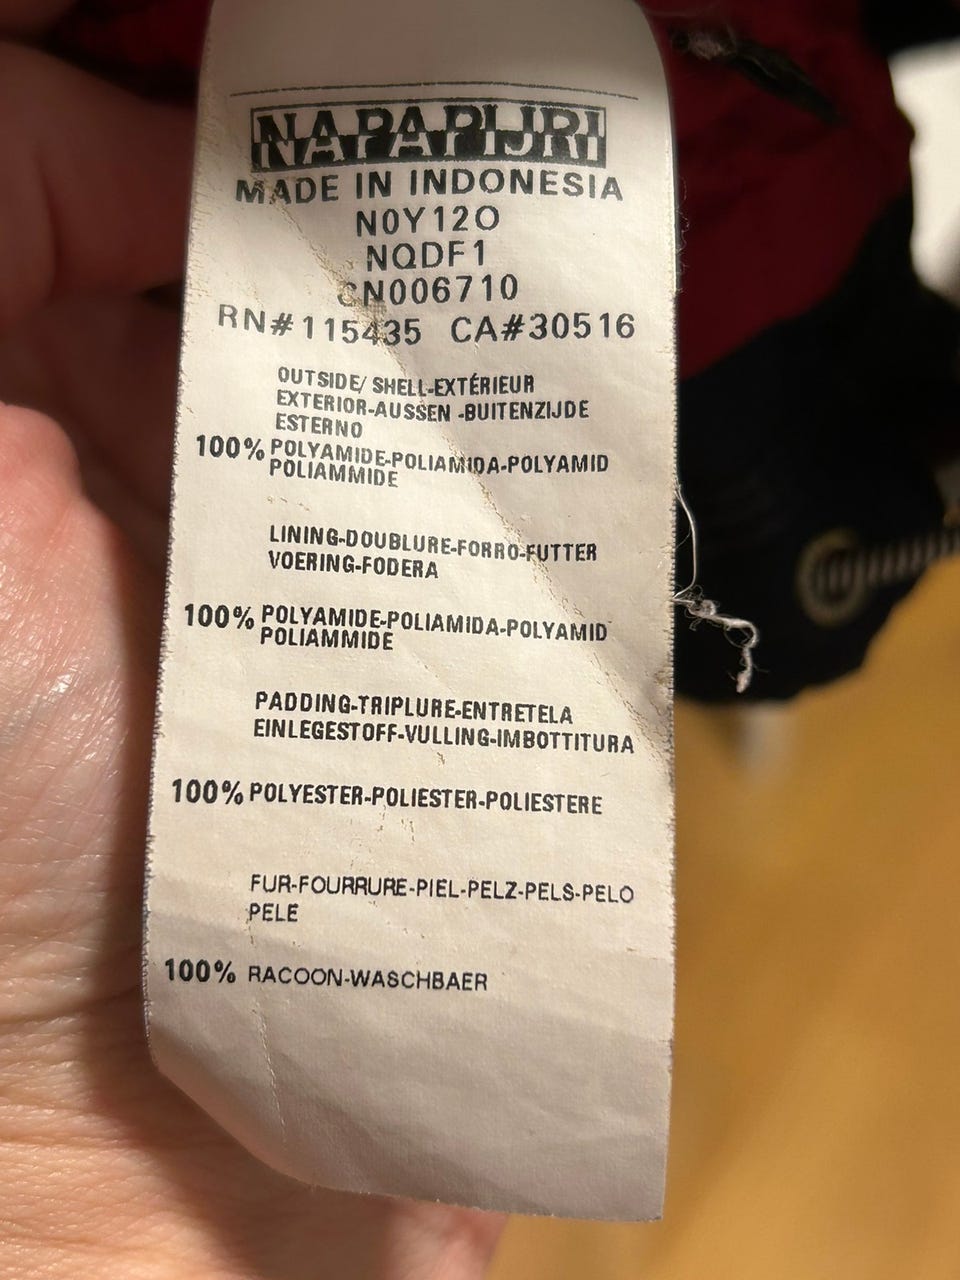 NAPAPIJRI
MADE IN INDONESIA
N0Y12O
NQDF1
CN006710
RN#115435 CA#30516
OUTSIDE/ SHELL-EXTÉRIEUR
EXTERIOR-AUSSEN -BUITENZIJDE
ESTERNO
100% POLYAMIDE-POLIAMIDA-POLYAMID
POLIAMMIDE
LINING-DOUBLURE-FORRO-FUTTER
VOERING-FODERA
100% POLYAMIDE-POLIAMIDA-POLYAMID
POLIAMMIDE
PADDING-TRIPLURE-ENTRETELA
EINLEGESTOFF-VULLING-IMBOTTITURA
100% POLYESTER-POLIESTER-POLIESTERE
FUR-FOURRURE-PIEL-PELZ-PELS-PELO
PELE
100% RACOON-WASCHBAER